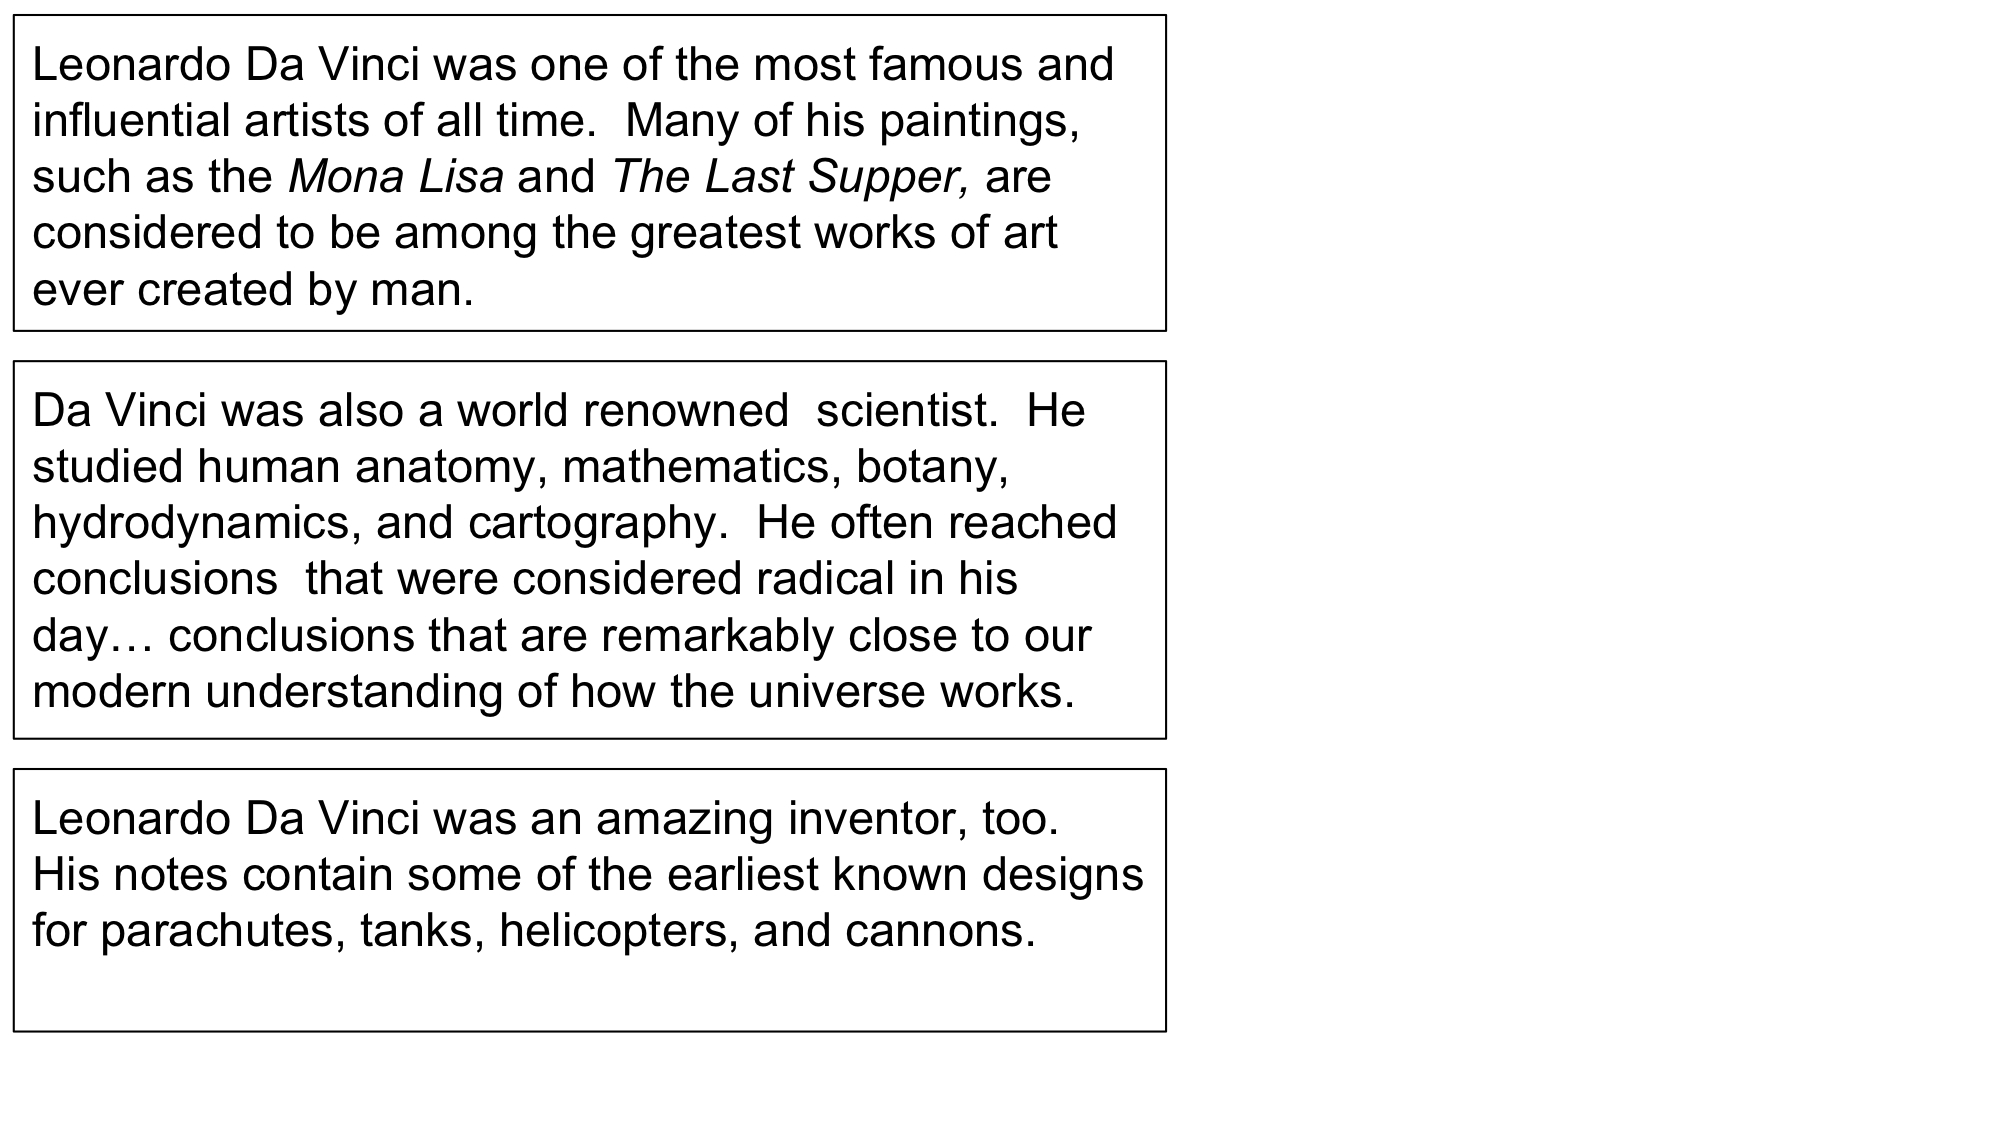 Leonardo Da Vinci was one of the most famous and
influential artists of all time.  Many of his paintings,
such as the Mona Lisa and The Last Supper, are
considered to be among the greatest works of art
ever created by man.
Da Vinci was also a world renowned  scientist.  He
studied human anatomy, mathematics, botany,
hydrodynamics, and cartography.  He often reached
conclusions  that were considered radical in his
day… conclusions that are remarkably close to our
modern understanding of how the universe works.
Leonardo Da Vinci was an amazing inventor, too.
His notes contain some of the earliest known designs
for parachutes, tanks, helicopters, and cannons.